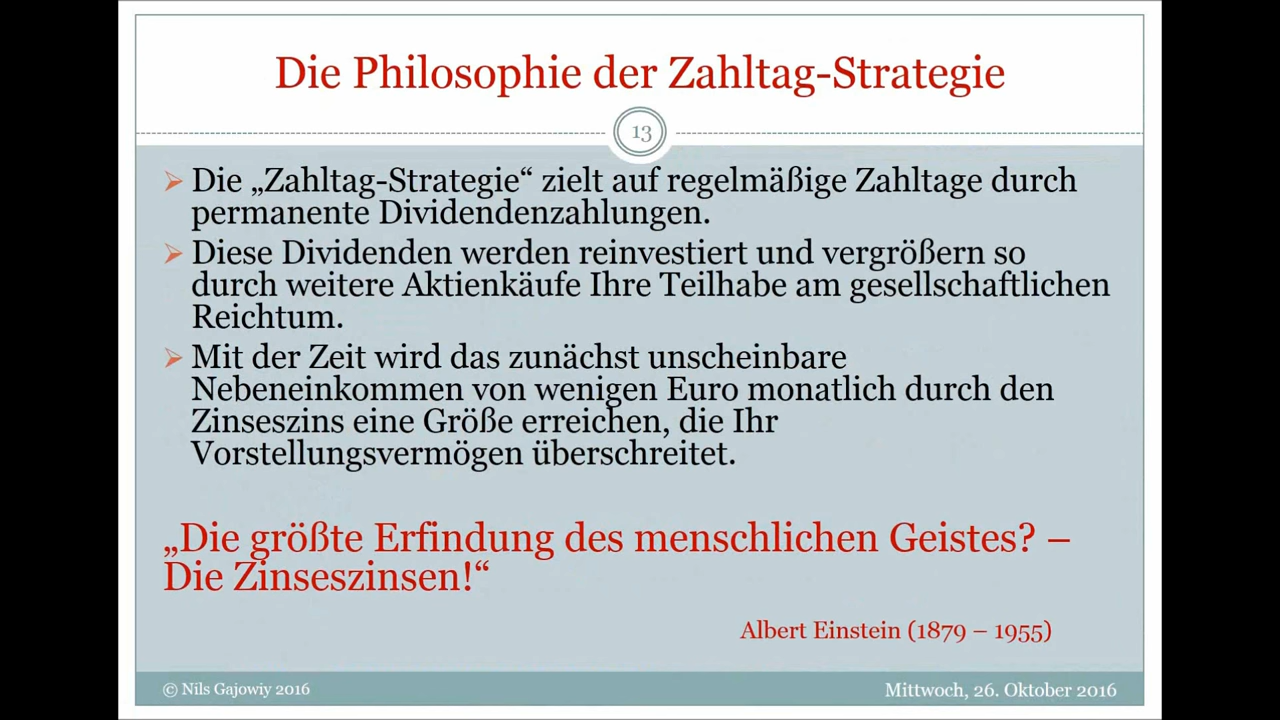 Die Philosophie der Zahltag-Strategie
13
Die „Zahltag-Strategie“ zielt auf regelmäßige Zahltage durch
permanente Dividendenzahlungen.
Diese Dividenden werden reinvestiert und vergrößern so
durch weitere Aktienkäufe Ihre Teilhabe am gesellschaftlichen
Reichtum.
Mit der Zeit wird das zunächst unscheinbare
Nebeneinkommen von wenigen Euro monatlich durch den
Zinseszins eine Größe erreichen, die Ihr
Vorstellungsvermögen überschreitet.
„Die größte Erfindung des menschlichen Geistes? –
Die Zinseszinsen!“
Albert Einstein (1879 – 1955)
© Nils Gajowiy 2016
Mittwoch, 26. Oktober 2016